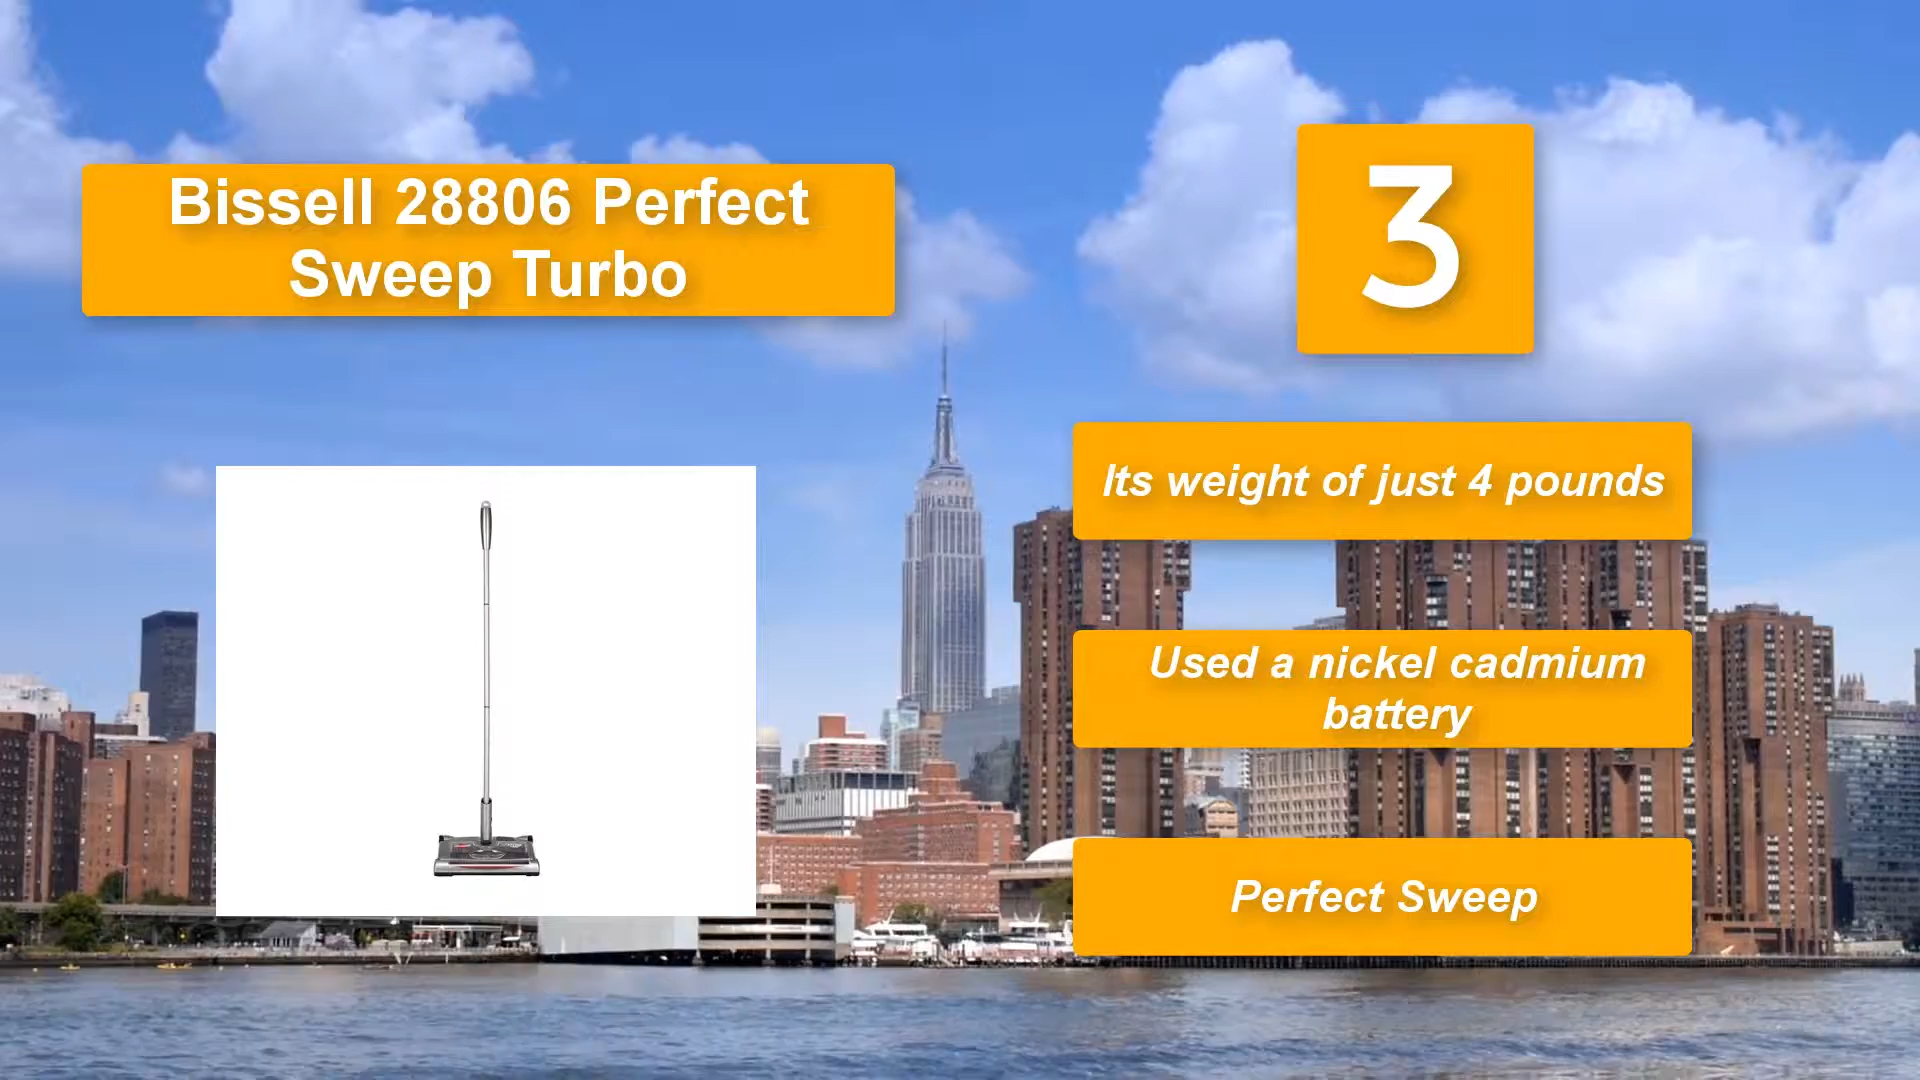 Bissell 28806 Perfect
Sweep Turbo
3
Its weight of just 4 pounds
Used a nickel cadmium
battery
Perfect Sweep